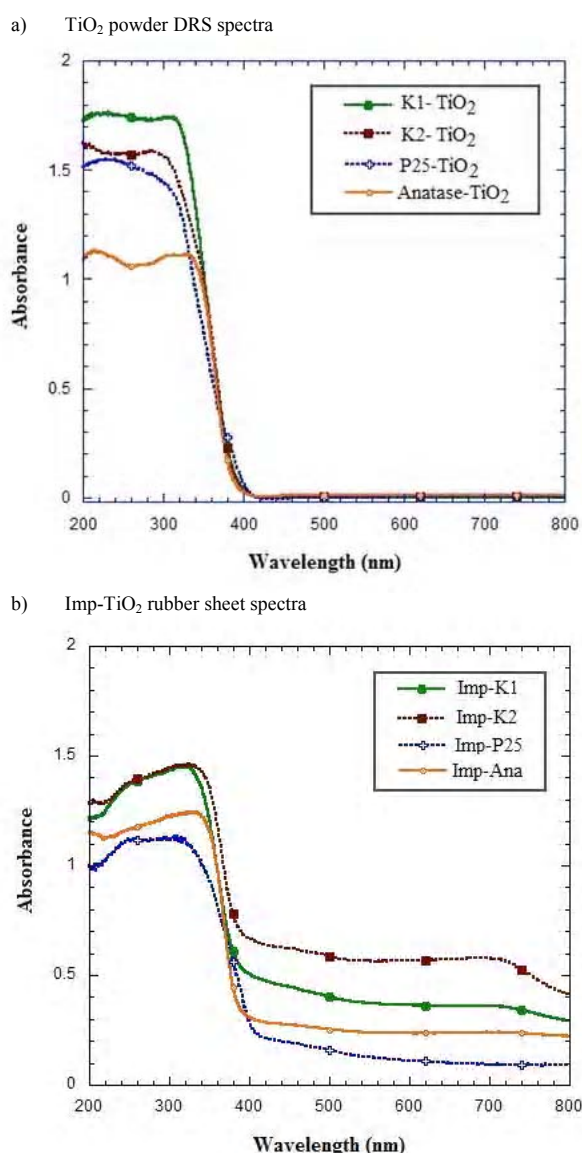 a) TiO₂ powder DRS spectra
2
1.5
1
0.5
0
Absorbance
K1- TiO₂
K2- TiO₂
P25-TiO₂
Anatase-TiO₂
200 300 400 500 600 700 800
Wavelength (nm)
b) Imp-TiO₂ rubber sheet spectra
2
1.5
1
0.5
0
Absorbance
Imp-K1
Imp-K2
Imp-P25
Imp-Ana
200 300 400 500 600 700 800
Wavelength (nm)